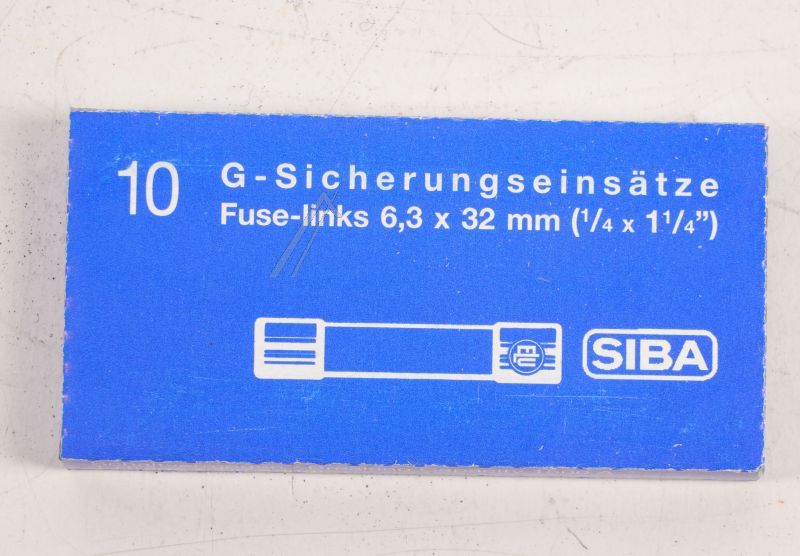 10
G-Sicherungseinsätze
Fuse-links 6,3 x 32 mm (1/4 x 1 1/4")
SIBA